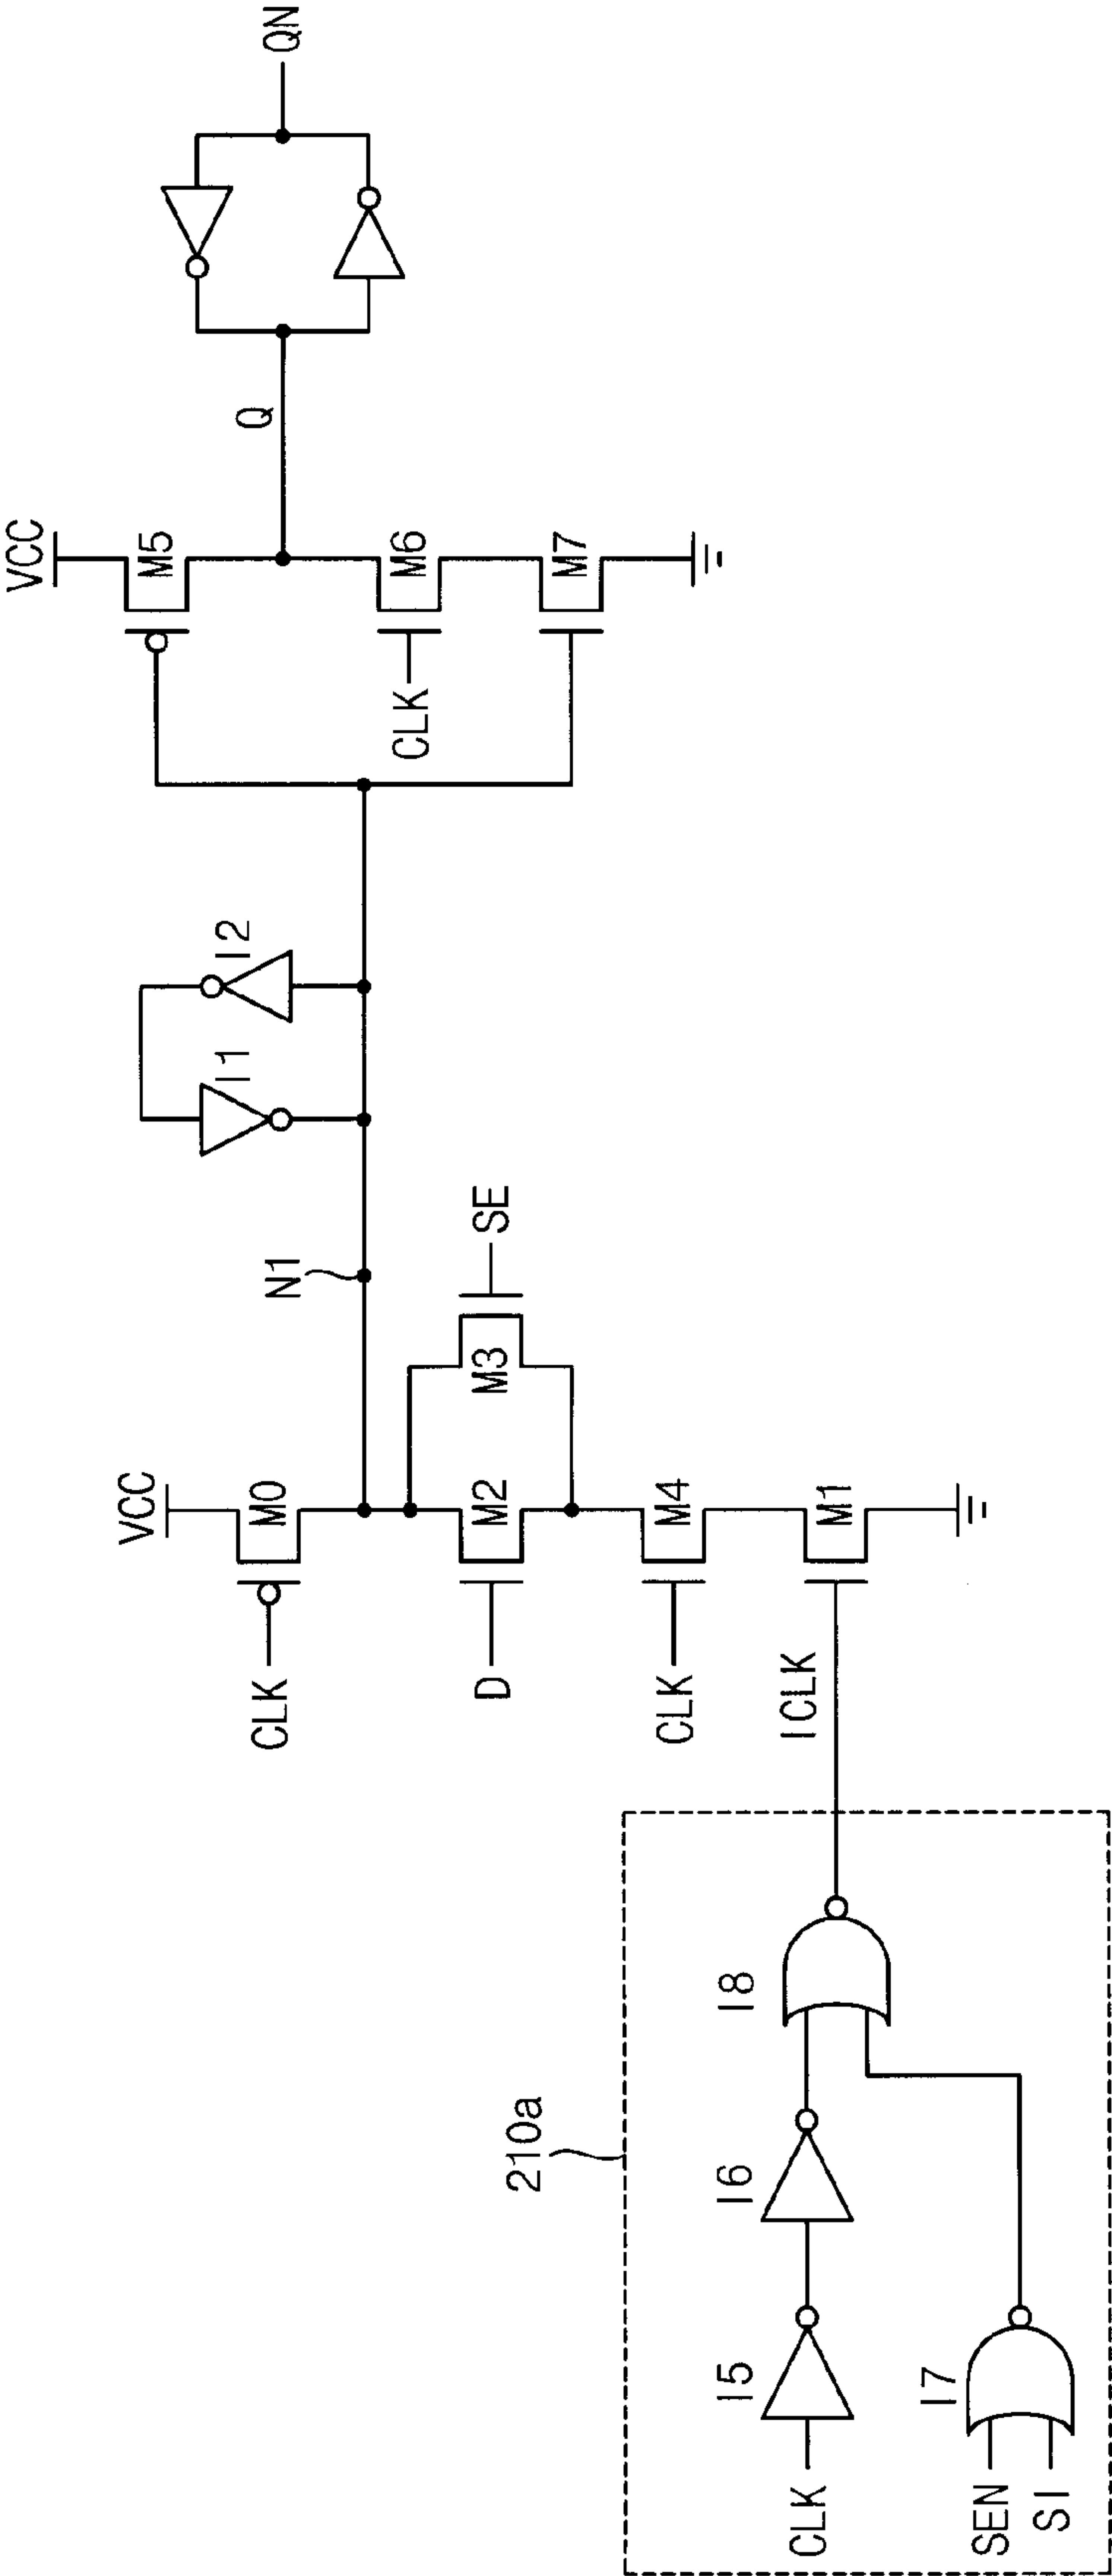 VCC
VCC
CLK
M0
N1
I1
I2
M5
Q
QN
D
M2
M3
SE
CLK
M6
CLK
M4
M7
ICLK
M1
210a
CLK
I5
I6
I8
SEN
SI
I7